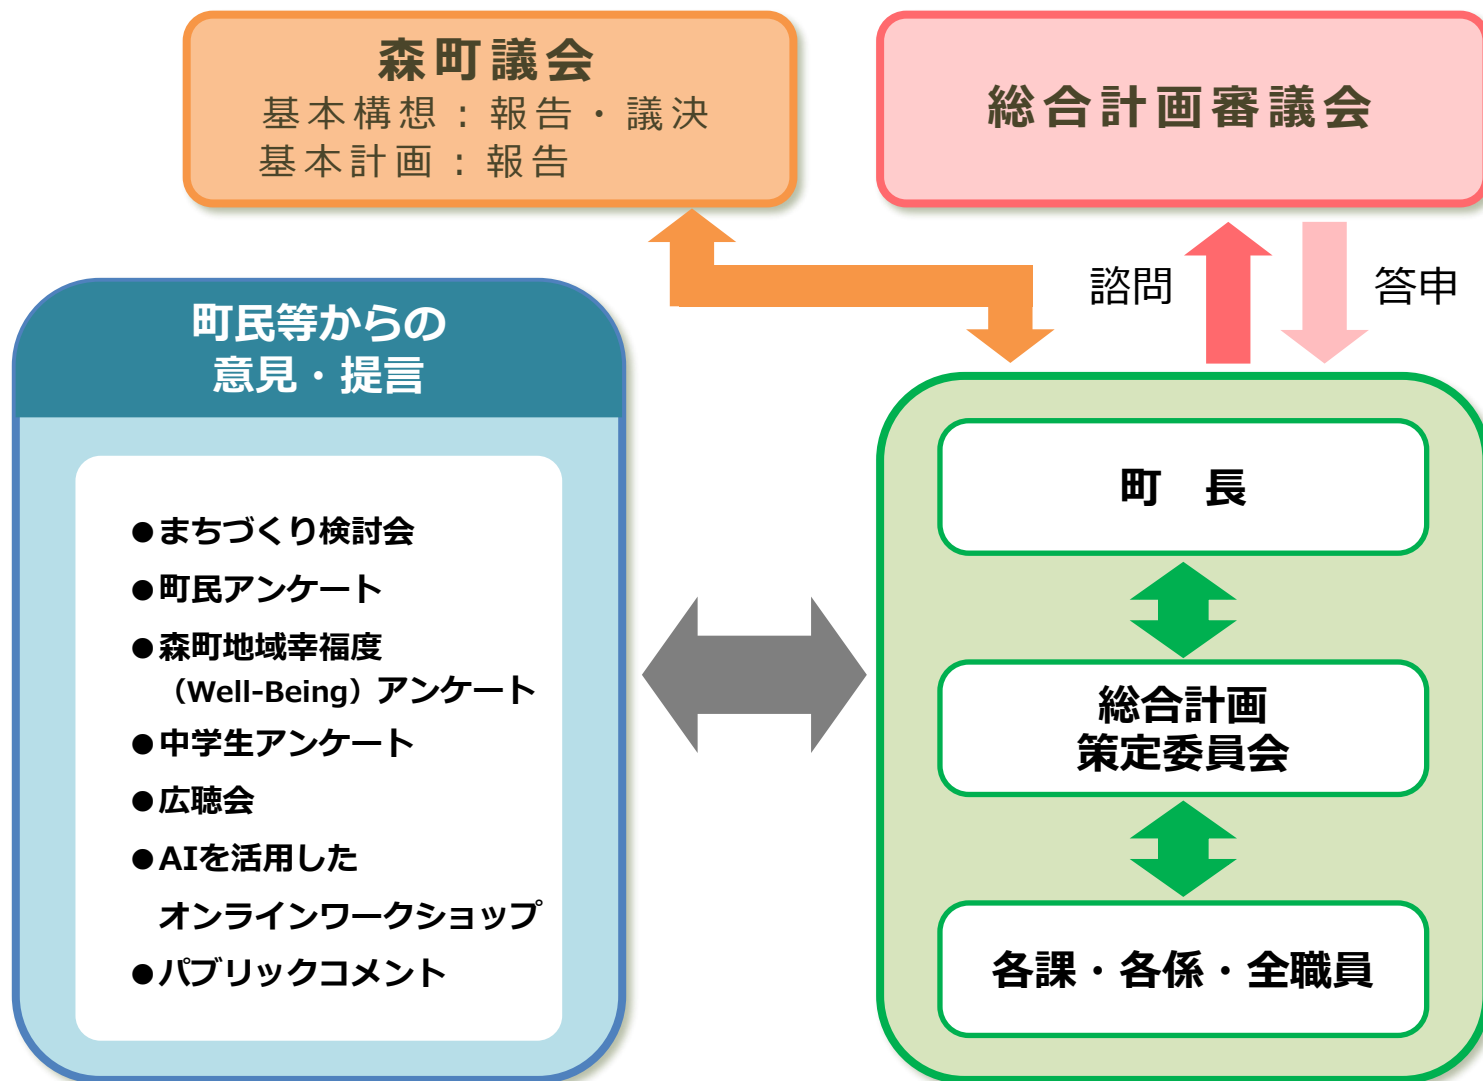 森町議会
基本構想：報告・議決
基本計画：報告
総合計画審議会
諮問
答申
町民等からの
意見・提言
●まちづくり検討会
●町民アンケート
●森町地域幸福度
（Well-Being）アンケート
●中学生アンケート
●広聴会
●AIを活用した
オンラインワークショップ
●パブリックコメント
町　長
総合計画
策定委員会
各課・各係・全職員